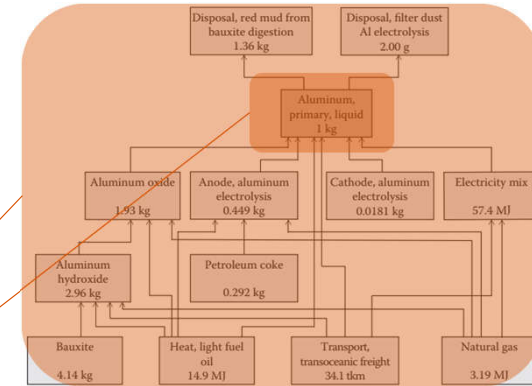 Disposal, red mud from
bauxite digestion
1.36 kg
Disposal, filter dust
Al electrolysis
2.00 g
Aluminum,
primary, liquid
1 kg
Aluminum oxide
1.93 kg
Anode, aluminum
electrolysis
0.449 kg
Cathode, aluminum
electrolysis
0.0181 kg
Electricity mix
57.4 MJ
Aluminum
hydroxide
2.96 kg
Petroleum coke
0.292 kg
Bauxite
4.14 kg
Heat, light fuel
oil
14.9 MJ
Transport,
transoceanic freight
34.1 tkm
Natural gas
3.19 MJ